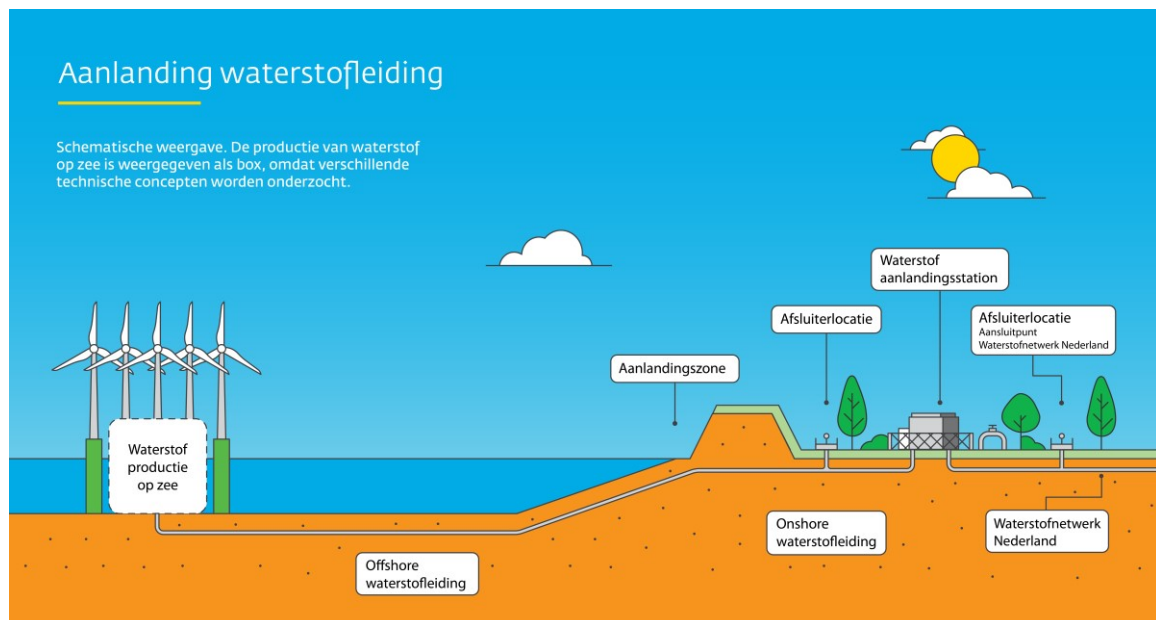 Aanlanding waterstofleiding
Schematische weergave. De productie van waterstof
op zee is weergegeven als box, omdat verschillende
technische concepten worden onderzocht.
Waterstof
aanlandingsstation
Afsluiterlocatie
Afsluiterlocatie
Aansluitpunt
Waterstofnetwerk Nederland
Aanlandingszone
Waterstof
productie
op zee
Offshore
waterstofleiding
Onshore
waterstofleiding
Waterstofnetwerk
Nederland